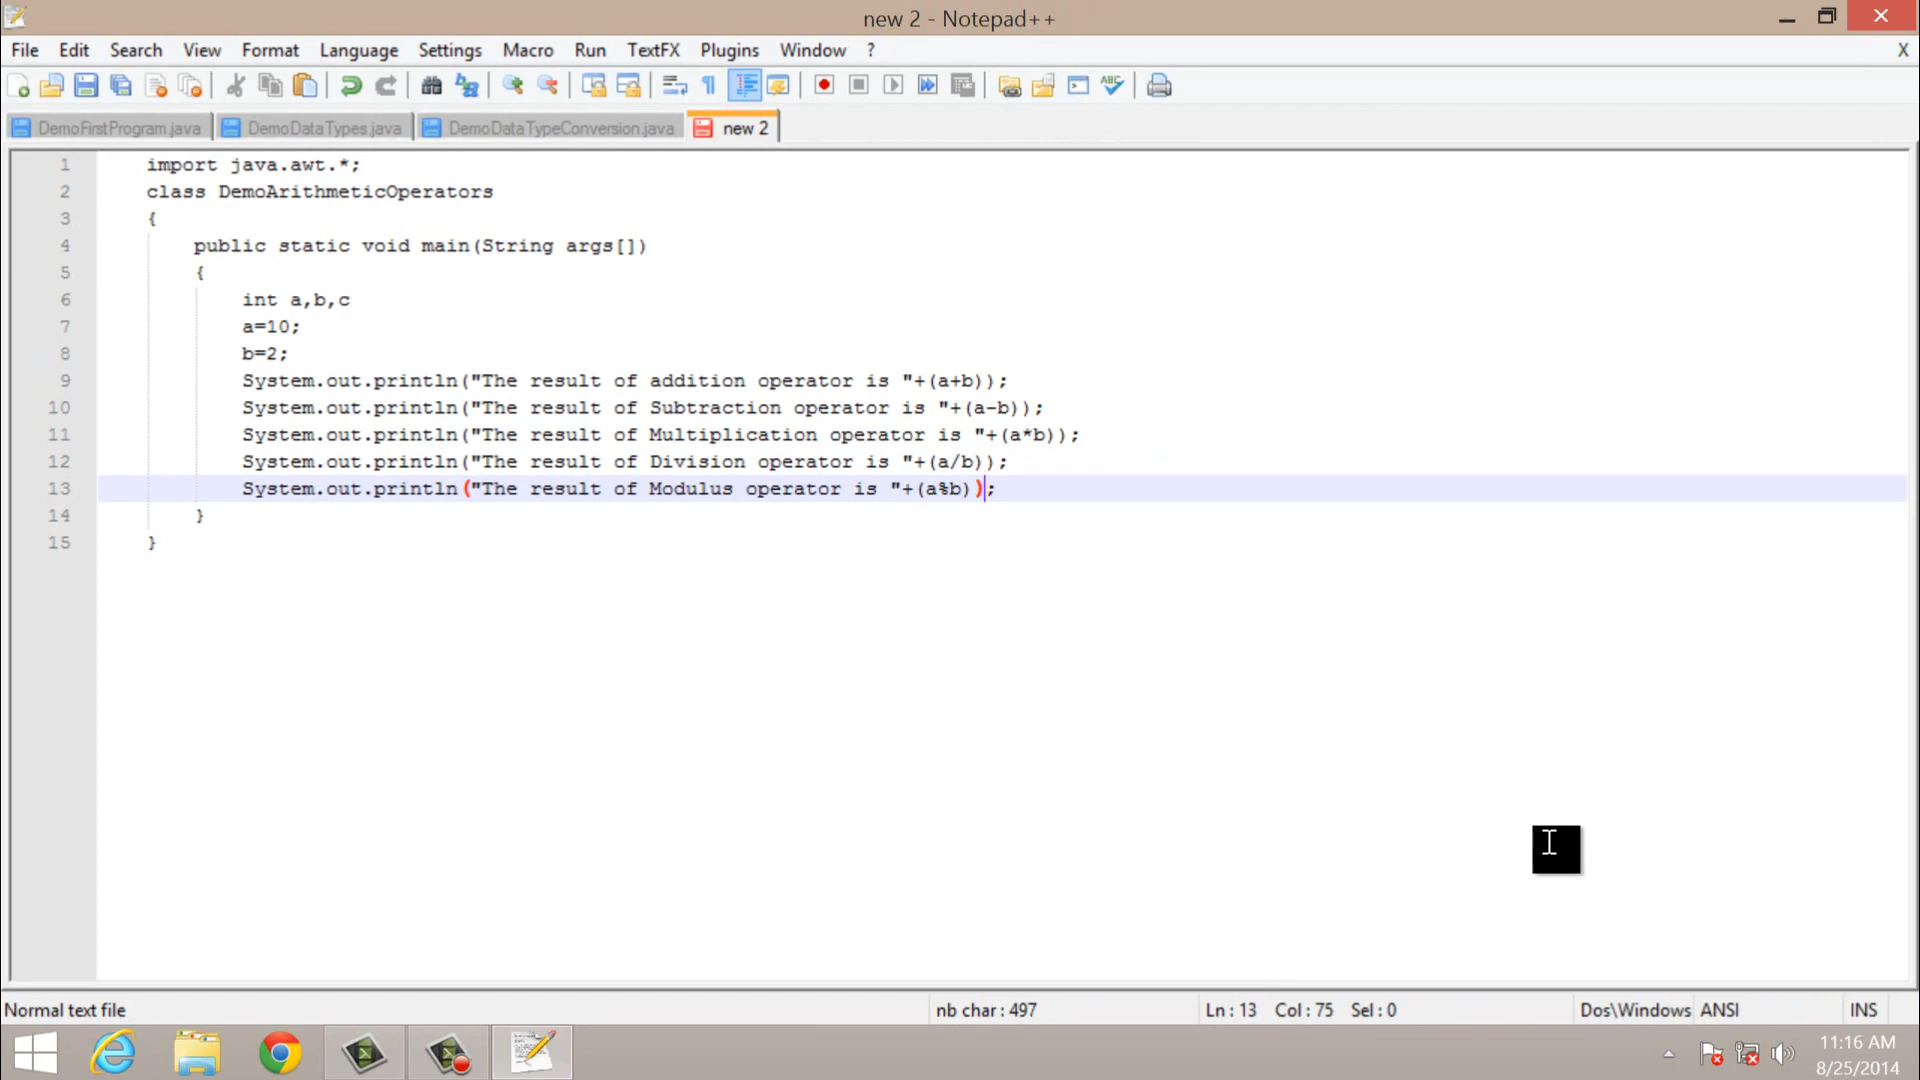 new 2 - Notepad++
File Edit Search View Format Language Settings Macro Run TextFX Plugins Window ? X
DemoFirstProgram.java DemoDataTypes.java DemoDataTypeConversion.java new 2
1 import java.awt.*;
2 class DemoArithmeticOperators
3 {
4 public static void main(String args[])
5 {
6 int a,b,c
7 a=10;
8 b=2;
9 System.out.println("The result of addition operator is "+(a+b));
10 System.out.println("The result of Subtraction operator is "+(a-b));
11 System.out.println("The result of Multiplication operator is "+(a*b));
12 System.out.println("The result of Division operator is "+(a/b));
13 System.out.println("The result of Modulus operator is "+(a%b));
14 }
15 }
Normal text file nb char : 497 Ln : 13 Col : 75 Sel : 0 Dos\Windows ANSI INS
11:16 AM
8/25/2014